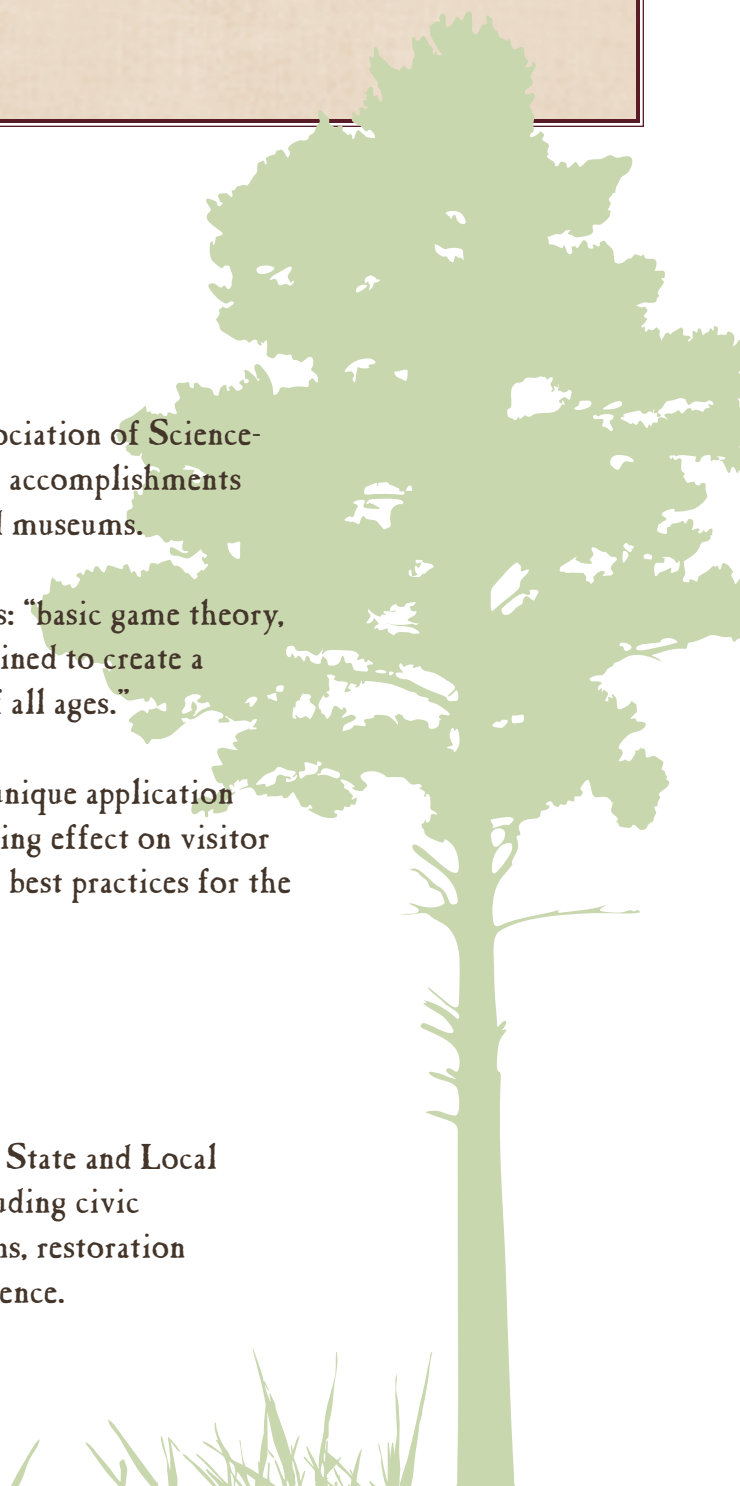 ociation of Science-
accomplishments
l museums.
s: “basic game theory,
ined to create a
f all ages.”
unique application
ing effect on visitor
best practices for the
State and Local
uding civic
ns, restoration
ence.